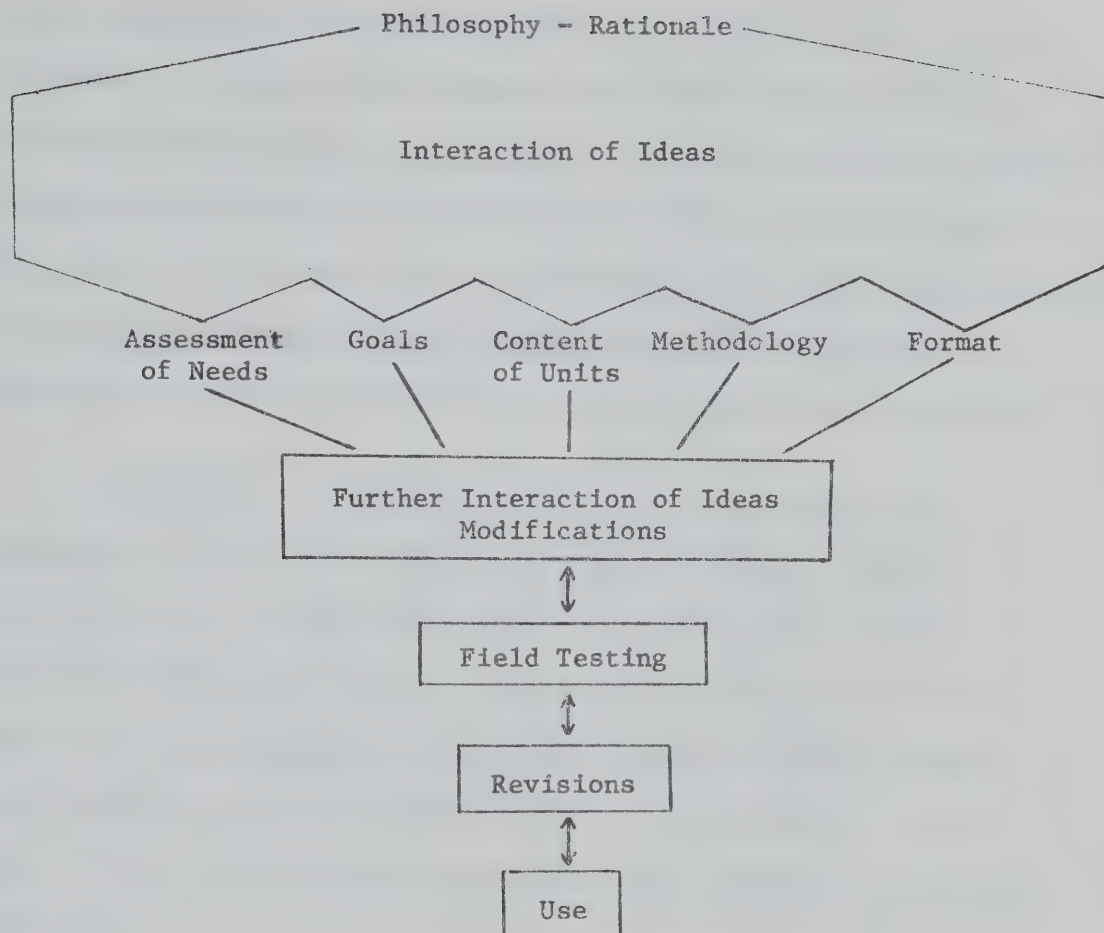 Philosophy - Rationale
Interaction of Ideas
Assessment of Needs
Goals
Content of Units
Methodology
Format
Further Interaction of Ideas
Modifications
Field Testing
Revisions
Use